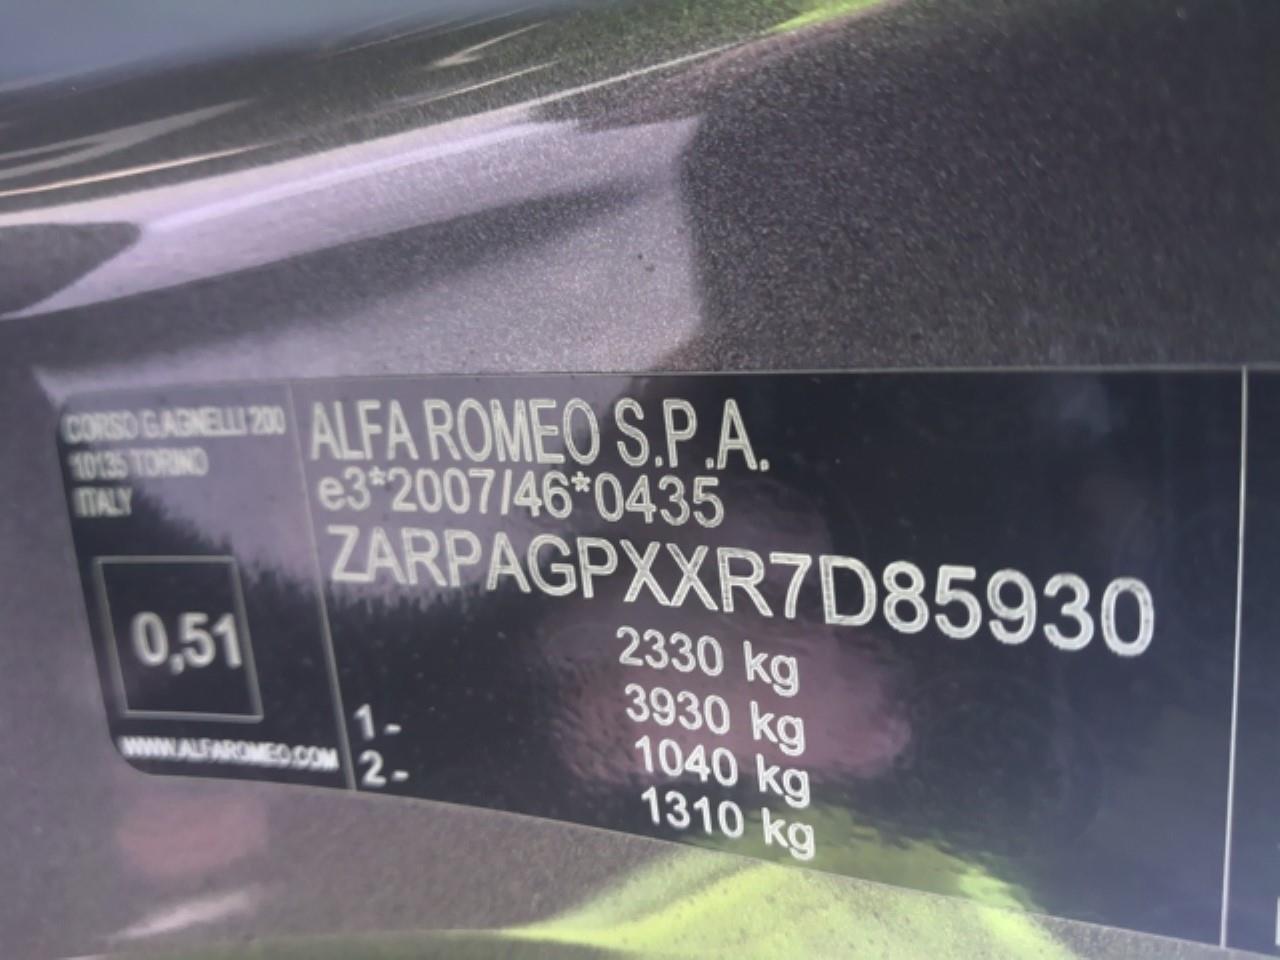 CORSO G.AGNELLI 200
10135 TORINO
ITALY
0,51
WWW.ALFAROMEO.COM
ALFA ROMEO S.P.A.
e3*2007/46*0435
ZARPAGPXXR7D85930
2330 kg
3930 kg
1- 1040 kg
2- 1310 kg